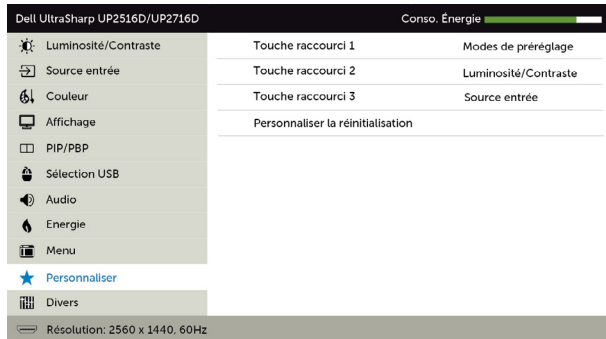 Dell UltraSharp UP2516D/UP2716D Conso. Énergie
Luminosité/Contraste
Source entrée
Couleur
Affichage
PIP/PBP
Sélection USB
Audio
Energie
Menu
Personnaliser
Divers
Touche raccourci 1 Modes de préréglage
Touche raccourci 2 Luminosité/Contraste
Touche raccourci 3 Source entrée
Personnaliser la réinitialisation
Résolution: 2560 x 1440, 60Hz